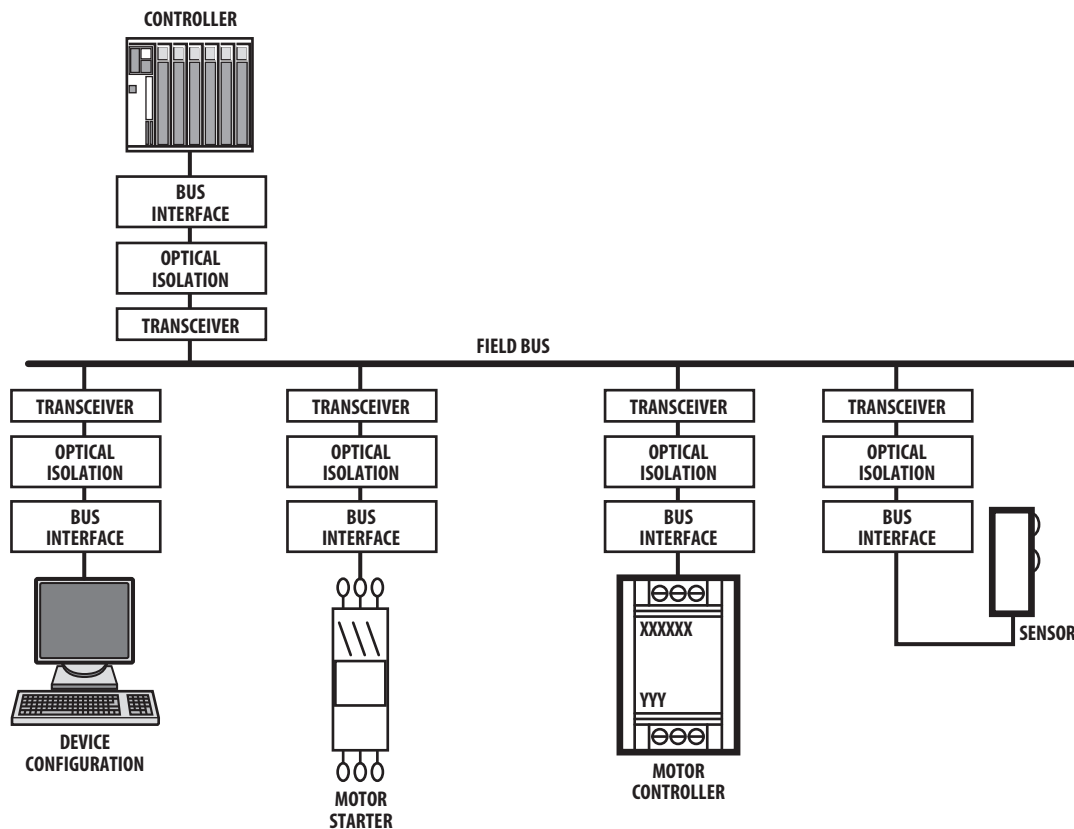 CONTROLLER
BUS
INTERFACE
OPTICAL
ISOLATION
TRANSCEIVER
FIELD BUS
TRANSCEIVER
OPTICAL
ISOLATION
BUS
INTERFACE
DEVICE
CONFIGURATION
TRANSCEIVER
OPTICAL
ISOLATION
BUS
INTERFACE
MOTOR
STARTER
TRANSCEIVER
OPTICAL
ISOLATION
BUS
INTERFACE
XXXXXX
YYY
MOTOR
CONTROLLER
TRANSCEIVER
OPTICAL
ISOLATION
BUS
INTERFACE
SENSOR